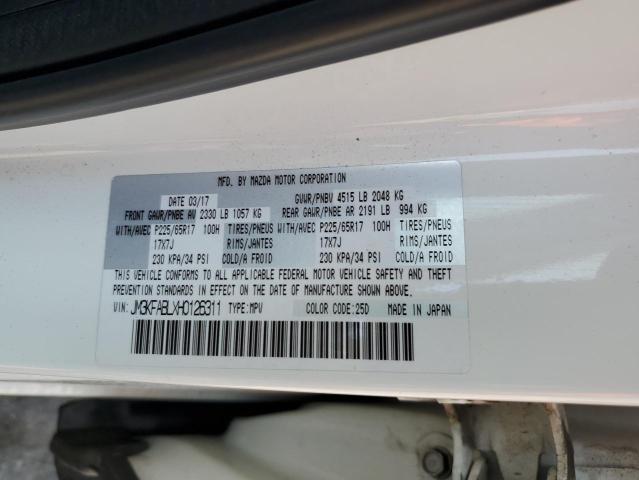 MFD. BY MAZDA MOTOR CORPORATION
DATE 03/17 GVWR/PNBV 4515 LB 2048 KG
FRONT GAWR/PNBE AV 2330 LB 1057 KG REAR GAWR/PNBE AR 2191 LB 994 KG
WITH/AVEC P225/65R17 100H TIRES/PNEUS WITH/AVEC P225/65R17 100H TIRES/PNEUS
17X7J RIMS/JANTES 17X7J RIMS/JANTES
230 KPA/34 PSI COLD/A FROID 230 KPA/34 PSI COLD/A FROID
THIS VEHICLE CONFORMS TO ALL APPLICABLE FEDERAL MOTOR VEHICLE SAFETY AND THEFT
PREVENTION STANDARDS IN EFFECT ON THE DATE OF MANUFACTURE SHOWN ABOVE.
VIN: JM3KFABLXH0126311 TYPE:MPV COLOR CODE:25D MADE IN JAPAN